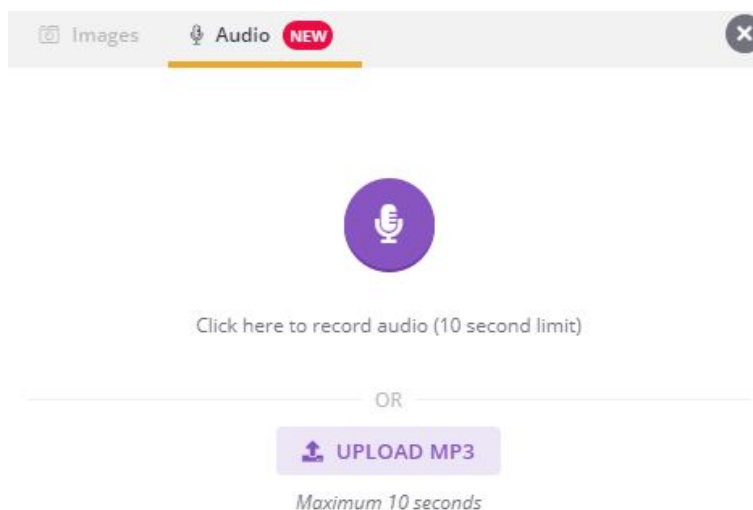 Images Audio NEW
Click here to record audio (10 second limit)
OR
UPLOAD MP3
Maximum 10 seconds